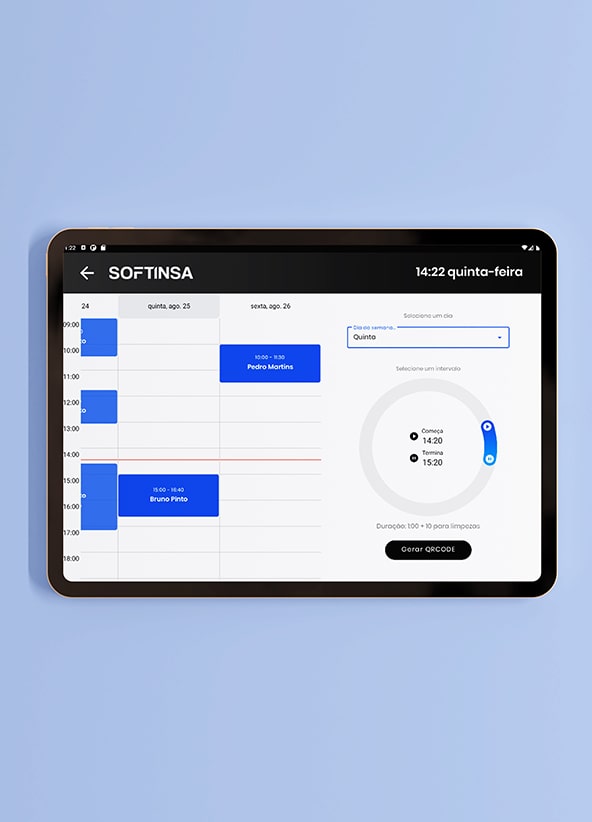 :22
SOFTINSA
14:22 quinta-feira
24
quinta, ago. 25
sexta, ago. 26
09:00
10:00
11:00
12:00
13:00
14:00
15:00
16:00
17:00
18:00
10:00 - 11:30
Pedro Martins
15:00 - 16:40
Bruno Pinto
Selecione um dia
Dia da semana..
Quinta
Selecione um intervalo
Começa
14:20
Termina
15:20
Duração: 1:00 + 10 para limpezas
Gerar QRCODE